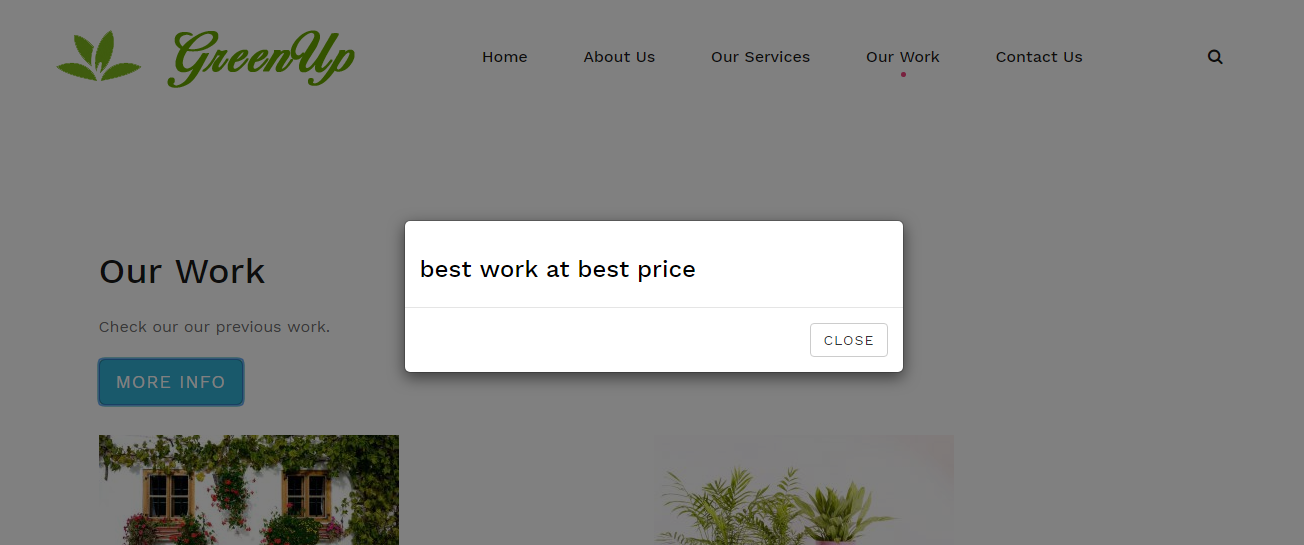 GreenUp
Home About Us Our Services Our Work Contact Us
best work at best price
CLOSE
Our Work
Check our our previous work.
MORE INFO